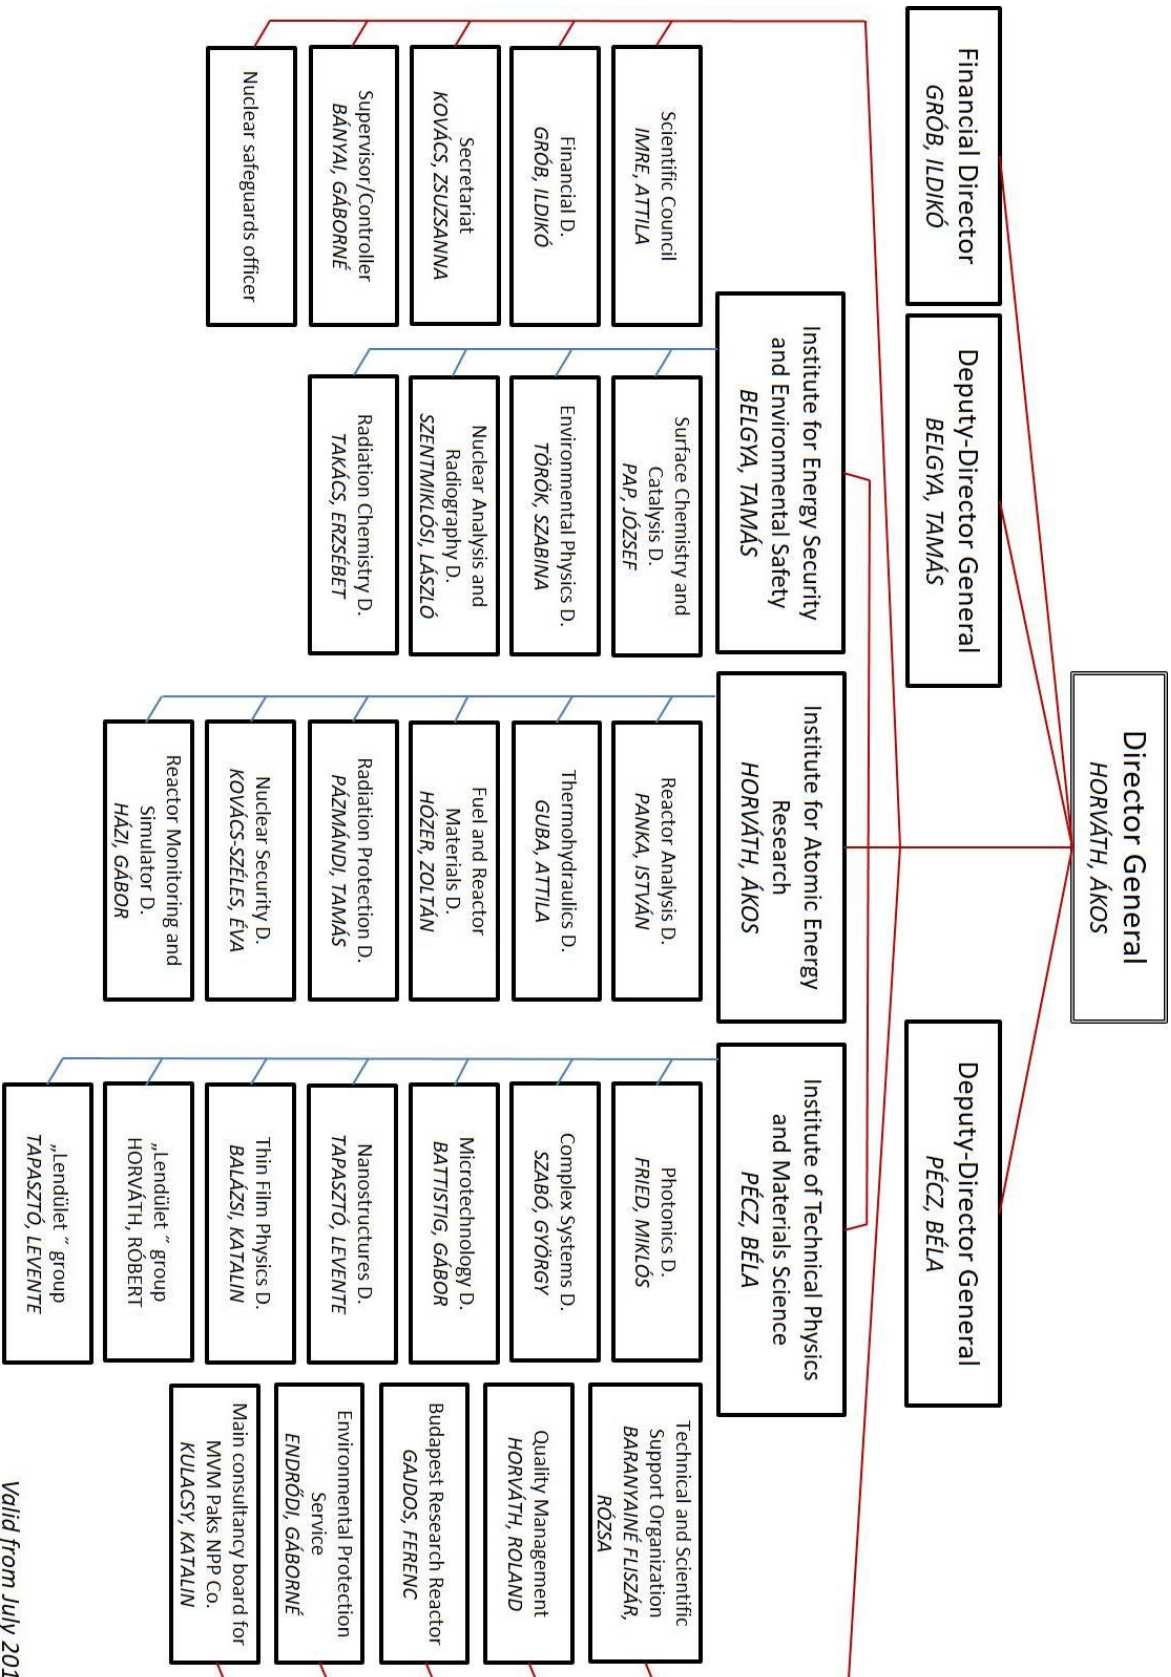 Director General
HORVÁTH, ÁKOS
Financial Director
GRÓB, ILDIKÓ
Deputy-Director General
BELGYA, TAMÁS
Deputy-Director General
PÉCZ, BÉLA
Institute for Energy Security
and Environmental Safety
BELGYA, TAMÁS
Institute for Atomic Energy
Research
HORVÁTH, ÁKOS
Institute of Technical Physics
and Materials Science
PÉCZ, BÉLA
Scientific Council
IMRE, ATTILA
Financial D.
GRÓB, ILDIKÓ
Secretariat
KOVÁCS, ZSUZSANNA
Supervisor/Controller
BÁNYAI, GÁBORNÉ
Nuclear safeguards officer
Surface Chemistry and
Catalysis D.
PAP, JÓZSEF
Environmental Physics D.
TÖRÖK, SZABINA
Nuclear Analysis and
Radiography D.
SZENTMIKLÓSI, LÁSZLÓ
Radiation Chemistry D.
TAKÁCS, ERZSÉBET
Reactor Analysis D.
PANKA, ISTVÁN
Thermohydraulics D.
GUBA, ATTILA
Fuel and Reactor
Materials D.
HÓZER, ZOLTÁN
Radiation Protection D.
PÁZMÁNDI, TAMÁS
Nuclear Security D.
KOVÁCS-SZÉLES, ÉVA
Reactor Monitoring and
Simulator D.
HÁZI, GÁBOR
Photonics D.
FRIED, MIKLÓS
Complex Systems D.
SZABÓ, GYÖRGY
Microtechnology D.
BATTISTIG, GÁBOR
Nanostructures D.
TAPASZTÓ, LEVENTE
Thin Film Physics D.
BALÁZSI, KATALIN
„Lendület ” group
HORVÁTH, RÓBERT
„Lendület ” group
TAPASZTÓ, LEVENTE
Technical and Scientific
Support Organization
BARANYAINÉ FLISZÁR,
RÓZSA
Quality Management
HORVÁTH, ROLAND
Budapest Research Reactor
GAJDOS, FERENC
Environmental Protection
Service
ENDRŐDI, GÁBORNÉ
Main consultancy board for
MVM Paks NPP Co.
KULACSY, KATALIN
Valid from July 201